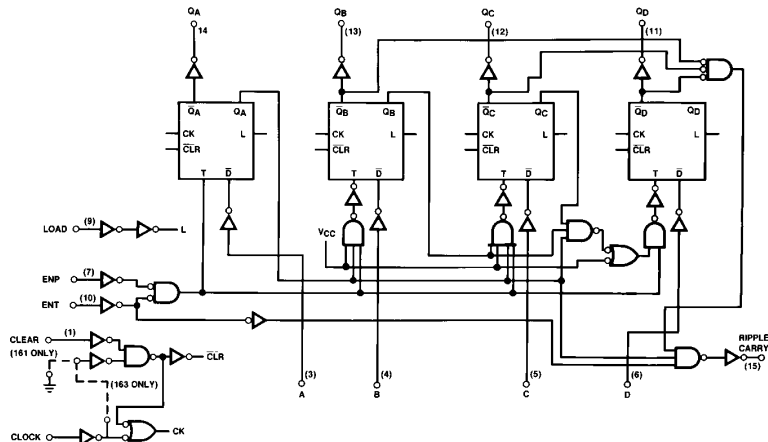 QA QB QC QD
14 (13) (12) (11)
Q̅A QA Q̅B QB Q̅C QC Q̅D QD
CK L CK L CK L CK L
C̅L̅R̅ C̅L̅R̅ C̅L̅R̅ C̅L̅R̅
T D̅ T D̅ T D̅ T D̅
LOAD (9) L
VCC
ENP (7)
ENT (10)
CLEAR (1)
(161 ONLY) C̅L̅R̅
RIPPLE
CARRY
(15)
(163 ONLY)
(3) (4) (5) (6)
A B C D
CLOCK CK